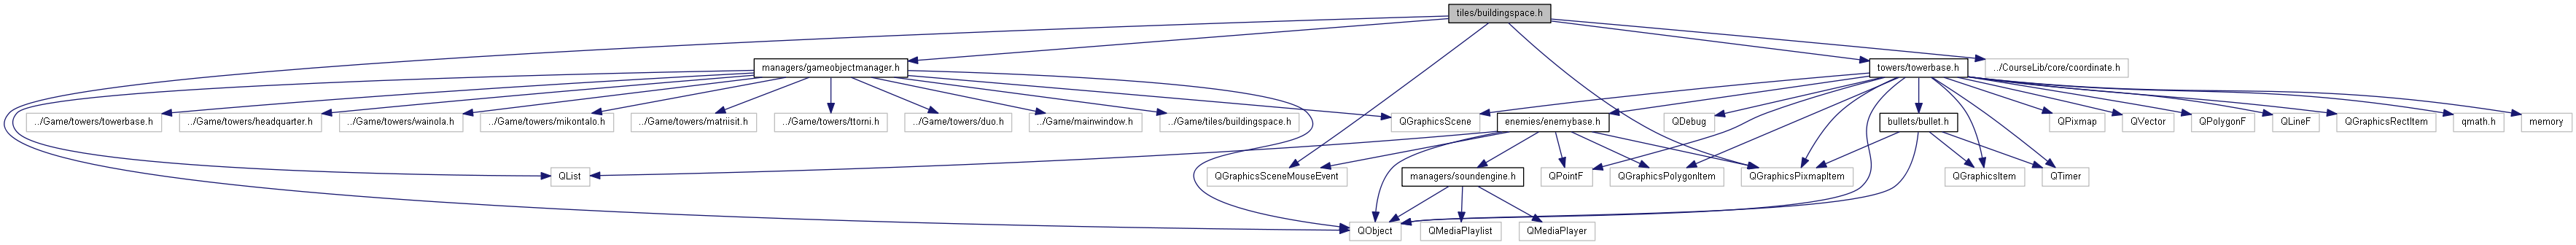 tiles/buildingspace.h
managers/gameobjectmanager.h
towers/towerbase.h
../CourseLib/core/coordinate.h
../Game/towers/towerbase.h
../Game/towers/headquarter.h
../Game/towers/wainola.h
../Game/towers/mikontalo.h
../Game/towers/matriisit.h
../Game/towers/ttorni.h
../Game/towers/duo.h
../Game/mainwindow.h
../Game/tiles/buildingspace.h
QGraphicsScene
enemies/enemybase.h
QDebug
bullets/bullet.h
QPixmap
QVector
QPolygonF
QLineF
QGraphicsRectItem
qmath.h
memory
QList
QGraphicsSceneMouseEvent
managers/soundengine.h
QPointF
QGraphicsPolygonItem
QGraphicsPixmapItem
QGraphicsItem
QTimer
QObject
QMediaPlaylist
QMediaPlayer